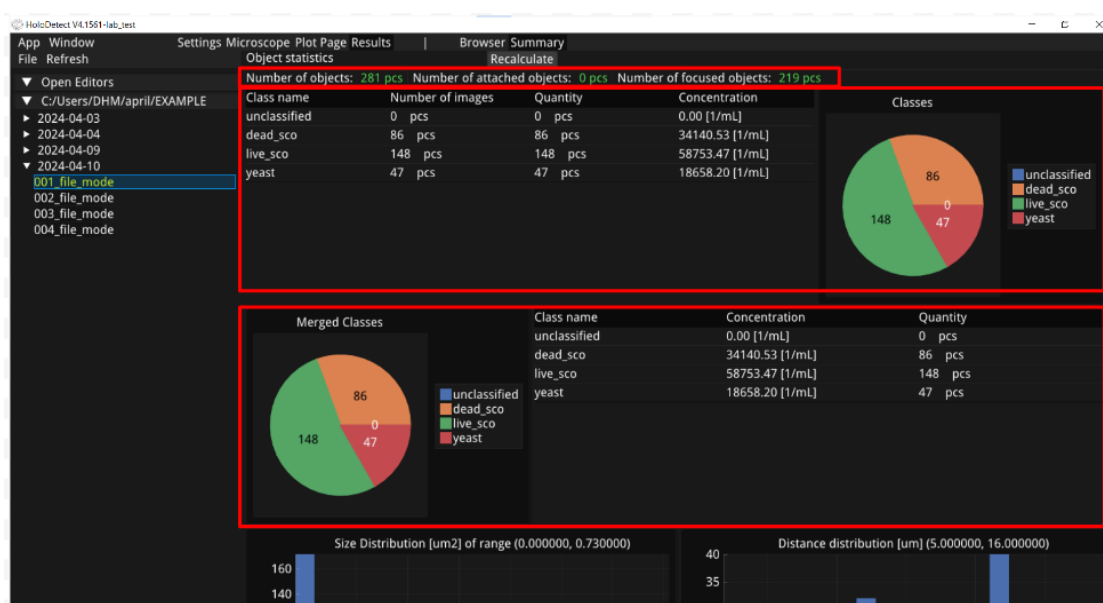 HoloDetect V4.1561-lab_test
App Window Settings Microscope Plot Page Results | Browser Summary
File Refresh Object statistics Recalculate
▼ Open Editors
▼ C:/Users/DHM/april/EXAMPLE
► 2024-04-03
► 2024-04-04
► 2024-04-09
▼ 2024-04-10
001_file_mode
002_file_mode
003_file_mode
004_file_mode
Number of objects: 281 pcs Number of attached objects: 0 pcs Number of focused objects: 219 pcs
Class name Number of images Quantity Concentration
unclassified 0 pcs 0 pcs 0.00 [1/mL]
dead_sco 86 pcs 86 pcs 34140.53 [1/mL]
live_sco 148 pcs 148 pcs 58753.47 [1/mL]
yeast 47 pcs 47 pcs 18658.20 [1/mL]
Classes
86
0
148
47
unclassified
dead_sco
live_sco
yeast
Merged Classes
86
0
148
47
unclassified
dead_sco
live_sco
yeast
Class name Concentration Quantity
unclassified 0.00 [1/mL] 0 pcs
dead_sco 34140.53 [1/mL] 86 pcs
live_sco 58753.47 [1/mL] 148 pcs
yeast 18658.20 [1/mL] 47 pcs
Size Distribution [um2] of range (0.000000, 0.730000)
160
140
Distance distribution [um] (5.000000, 16.000000)
40
35